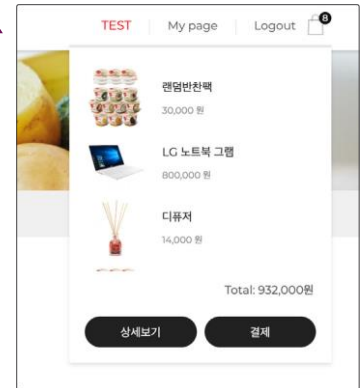 TEST My page Logout 8
랜덤반찬팩
30,000 원
LG 노트북 그램
800,000 원
디퓨저
14,000 원
Total: 932,000원
상세보기 결제